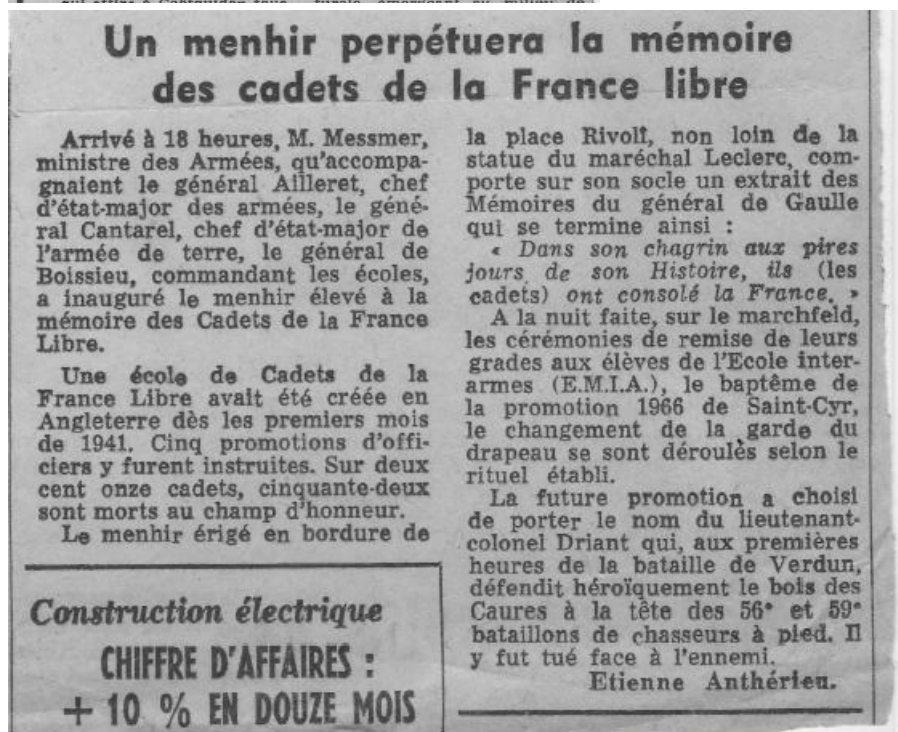 Un menhir perpétuera la mémoire
des cadets de la France libre
Arrivé à 18 heures, M. Messmer,
ministre des Armées, qu'accompa-
gnaient le général Ailleret, chef
d'état-major des armées, le géné-
ral Cantarel, chef d'état-major de
l'armée de terre, le général de
Boissieu, commandant les écoles,
a inauguré le menhir élevé à la
mémoire des Cadets de la France
Libre.
Une école de Cadets de la
France Libre avait été créée en
Angleterre dès les premiers mois
de 1941. Cinq promotions d'offi-
ciers y furent instruites. Sur deux
cent onze cadets, cinquante-deux
sont morts au champ d'honneur.
Le menhir érigé en bordure de
la place Rivoli, non loin de la
statue du maréchal Leclerc, com-
porte sur son socle un extrait des
Mémoires du général de Gaulle
qui se termine ainsi :
« Dans son chagrin aux pires
jours de son Histoire, ils (les
cadets) ont consolé la France. »
A la nuit faite, sur le marchfeld,
les cérémonies de remise de leurs
grades aux élèves de l'Ecole inter-
armes (E.M.I.A.), le baptême de
la promotion 1966 de Saint-Cyr,
le changement de la garde du
drapeau se sont déroulés selon le
rituel établi.
La future promotion a choisi
de porter le nom du lieutenant-
colonel Driant qui, aux premières
heures de la bataille de Verdun,
défendit héroïquement le bois des
Caures à la tête des 56e et 59e
bataillons de chasseurs à pied. Il
y fut tué face à l'ennemi.
Etienne Anthérieu.
Construction électrique
CHIFFRE D'AFFAIRES :
+ 10 % EN DOUZE MOIS